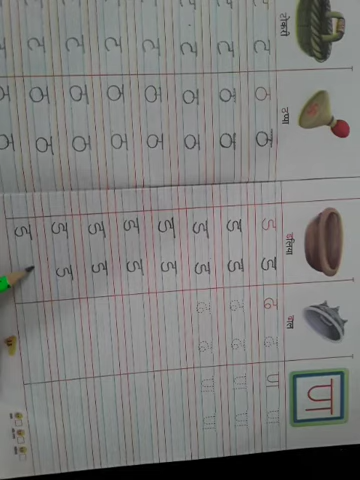 टोकरी ठप्पा डलिया ढाल ण
ट ट ठ ठ ड ड ढ ढ ण ण
ट ट ठ ठ ड ड ढ ढ ण ण
ट ट ठ ठ ड ड ढ ढ ण ण
ट ट ठ ठ ड ड
ट ट ठ ठ ड ड
ट ट ठ ठ ड ड
ट ट ठ ठ ड ड
ट ठ ठ ड